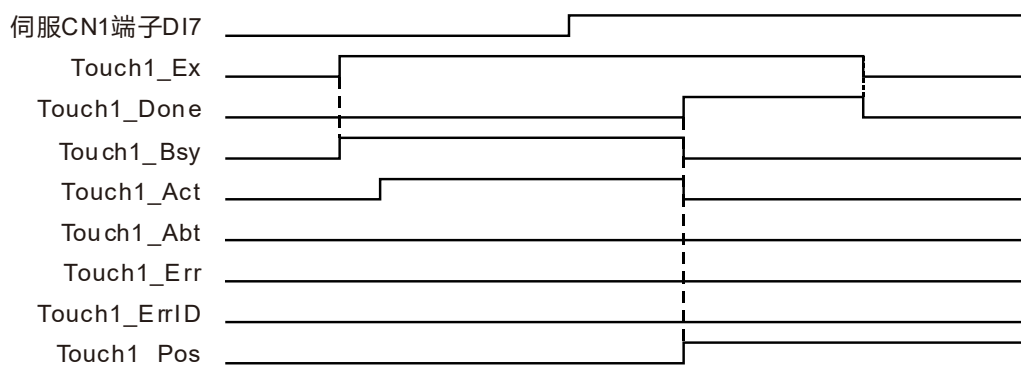 伺服CN1端子DI7
Touch1_Ex
Touch1_Done
Touch1_Bsy
Touch1_Act
Touch1_Abt
Touch1_Err
Touch1_ErrID
Touch1 Pos